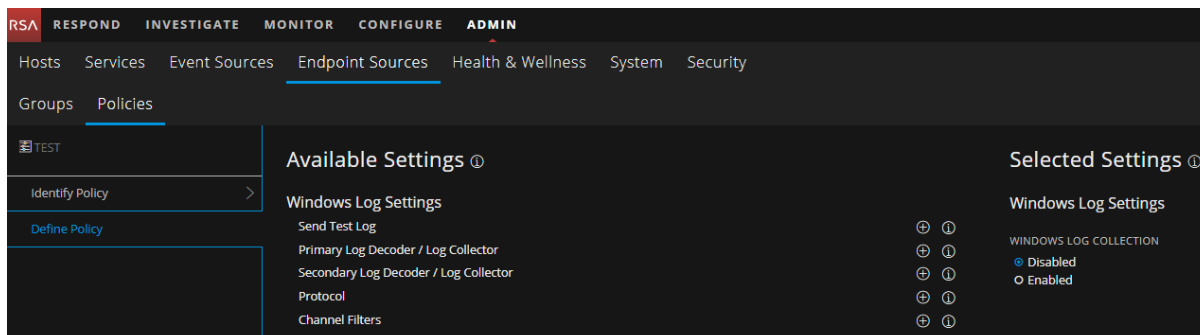 RSA RESPOND INVESTIGATE MONITOR CONFIGURE ADMIN
Hosts Services Event Sources Endpoint Sources Health & Wellness System Security
Groups Policies
TEST
Identify Policy
Define Policy
Available Settings
Windows Log Settings
Send Test Log
Primary Log Decoder / Log Collector
Secondary Log Decoder / Log Collector
Protocol
Channel Filters
Selected Settings
Windows Log Settings
WINDOWS LOG COLLECTION
Disabled
Enabled